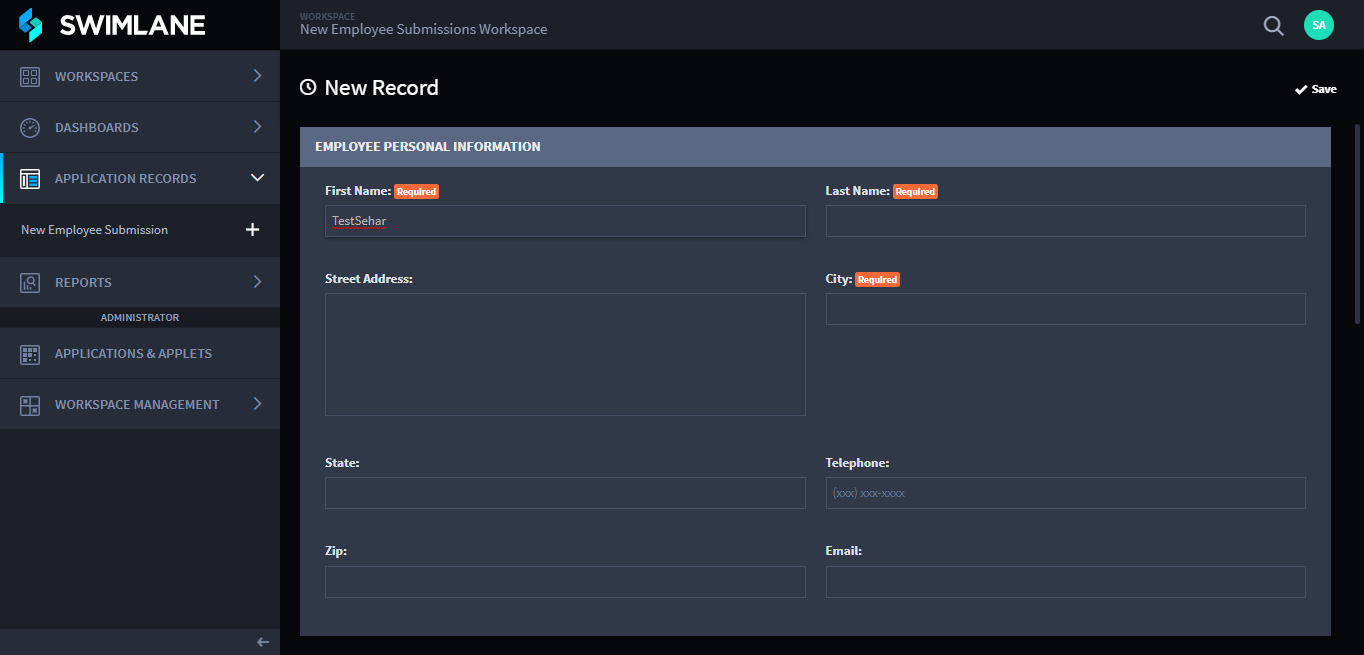 SWIMLANE
WORKSPACE
New Employee Submissions Workspace
SA
WORKSPACES
DASHBOARDS
APPLICATION RECORDS
New Employee Submission
REPORTS
ADMINISTRATOR
APPLICATIONS & APPLETS
WORKSPACE MANAGEMENT
New Record
Save
EMPLOYEE PERSONAL INFORMATION
First Name: Required
TestSehar
Last Name: Required
Street Address:
City: Required
State:
Telephone:
(xxx) xxx-xxxx
Zip:
Email: